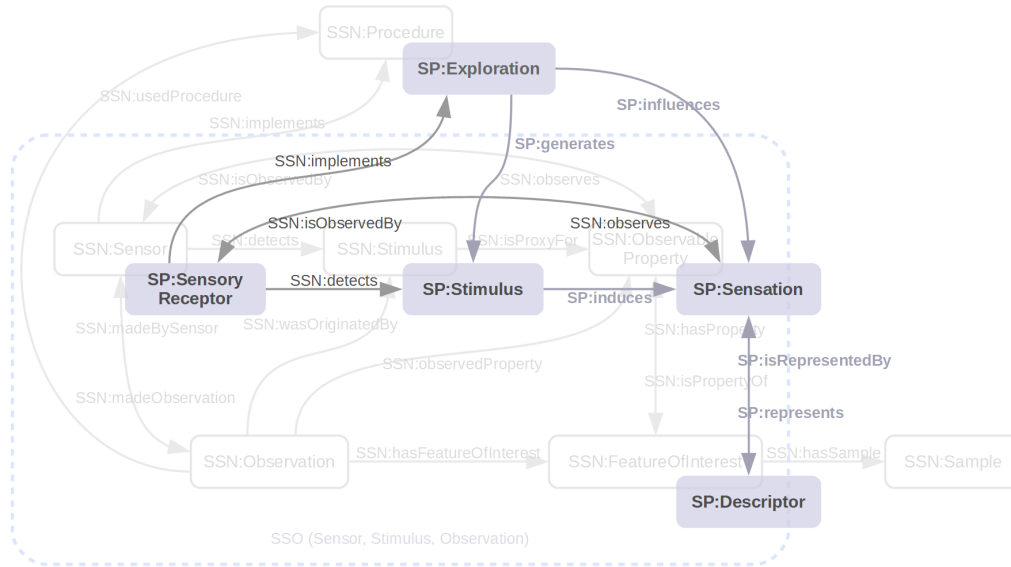 SSN:Procedure
SP:Exploration
SSN:usedProcedure
SP:influences
SSN:implements
SP:generates
SSN:implements
SSN:isObservedBy
SSN:observes
SSN:isObservedBy
SSN:observes
SSN:Sensor
SSN:detects
SSN:Stimulus
SSN:isProxyFor
SSN:Observable
Property
SP:Sensory
Receptor
SSN:detects
SP:Stimulus
SP:induces
SP:Sensation
SSN:madeBySensor
SSN:wasOriginatedBy
SSN:hasProperty
SSN:observedProperty
SP:isRepresentedBy
SSN:isPropertyOf
SSN:madeObservation
SP:represents
SSN:Observation
SSN:hasFeatureOfInterest
SSN:FeatureOfInterest
SSN:hasSample
SSN:Sample
SP:Descriptor
SSO (Sensor, Stimulus, Observation)